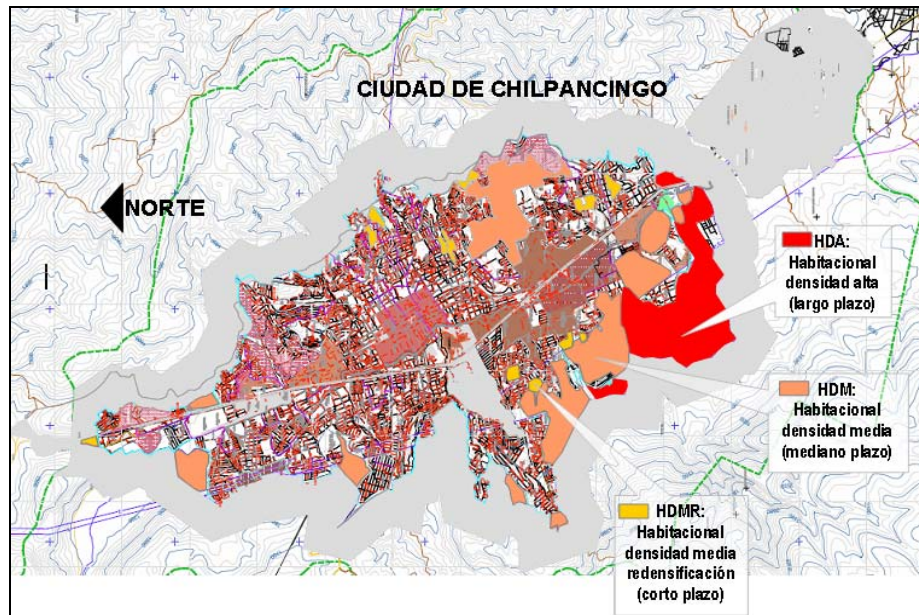 CIUDAD DE CHILPANCINGO
NORTE
HDA:
Habitacional
densidad alta
(largo plazo)
HDM:
Habitacional
densidad media
(mediano plazo)
HDMR:
Habitacional
densidad media
redensificación
(corto plazo)